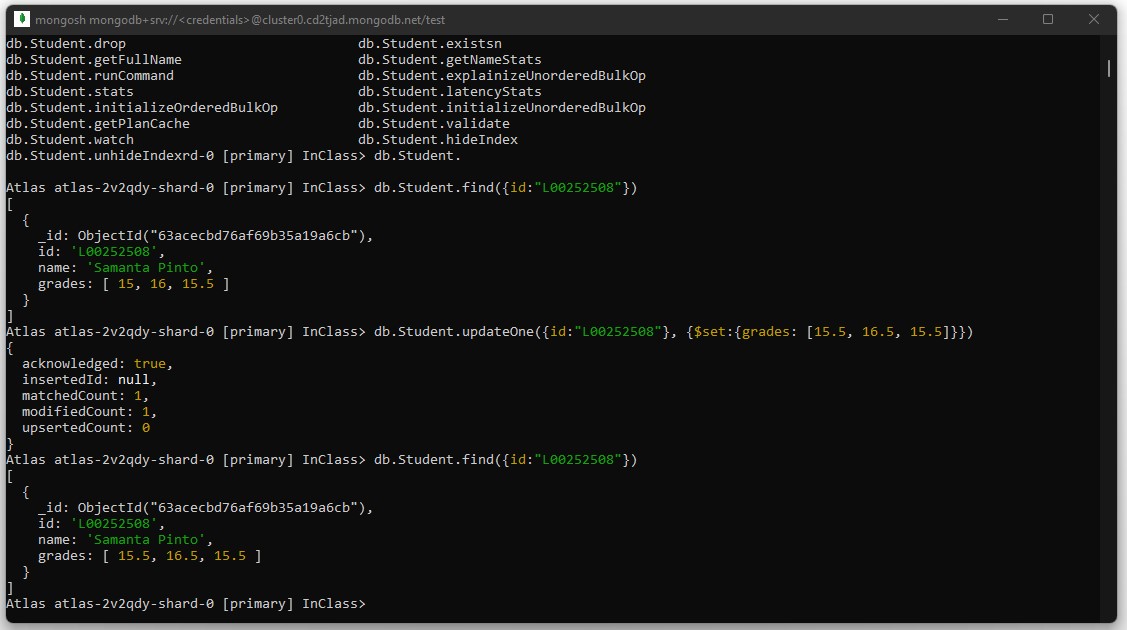 mongosh mongodb+srv://<credentials>@cluster0.cd2tjad.mongodb.net/test
db.Student.drop                             db.Student.existsn
db.Student.getFullName                      db.Student.getNameStats
db.Student.runCommand                       db.Student.explainizeUnorderedBulkOp
db.Student.stats                            db.Student.latencyStats
db.Student.initializeOrderedBulkOp          db.Student.initializeUnorderedBulkOp
db.Student.getPlanCache                     db.Student.validate
db.Student.watch                            db.Student.hideIndex
db.Student.unhideIndexrd-0 [primary] InClass> db.Student.
Atlas atlas-2v2qdy-shard-0 [primary] InClass> db.Student.find({id:"L00252508"})
[
  {
    _id: ObjectId("63acecbd76af69b35a19a6cb"),
    id: 'L00252508',
    name: 'Samanta Pinto',
    grades: [ 15, 16, 15.5 ]
  }
]
Atlas atlas-2v2qdy-shard-0 [primary] InClass> db.Student.updateOne({id:"L00252508"}, {$set:{grades: [15.5, 16.5, 15.5]}})
{
  acknowledged: true,
  insertedId: null,
  matchedCount: 1,
  modifiedCount: 1,
  upsertedCount: 0
}
Atlas atlas-2v2qdy-shard-0 [primary] InClass> db.Student.find({id:"L00252508"})
[
  {
    _id: ObjectId("63acecbd76af69b35a19a6cb"),
    id: 'L00252508',
    name: 'Samanta Pinto',
    grades: [ 15.5, 16.5, 15.5 ]
  }
]
Atlas atlas-2v2qdy-shard-0 [primary] InClass>